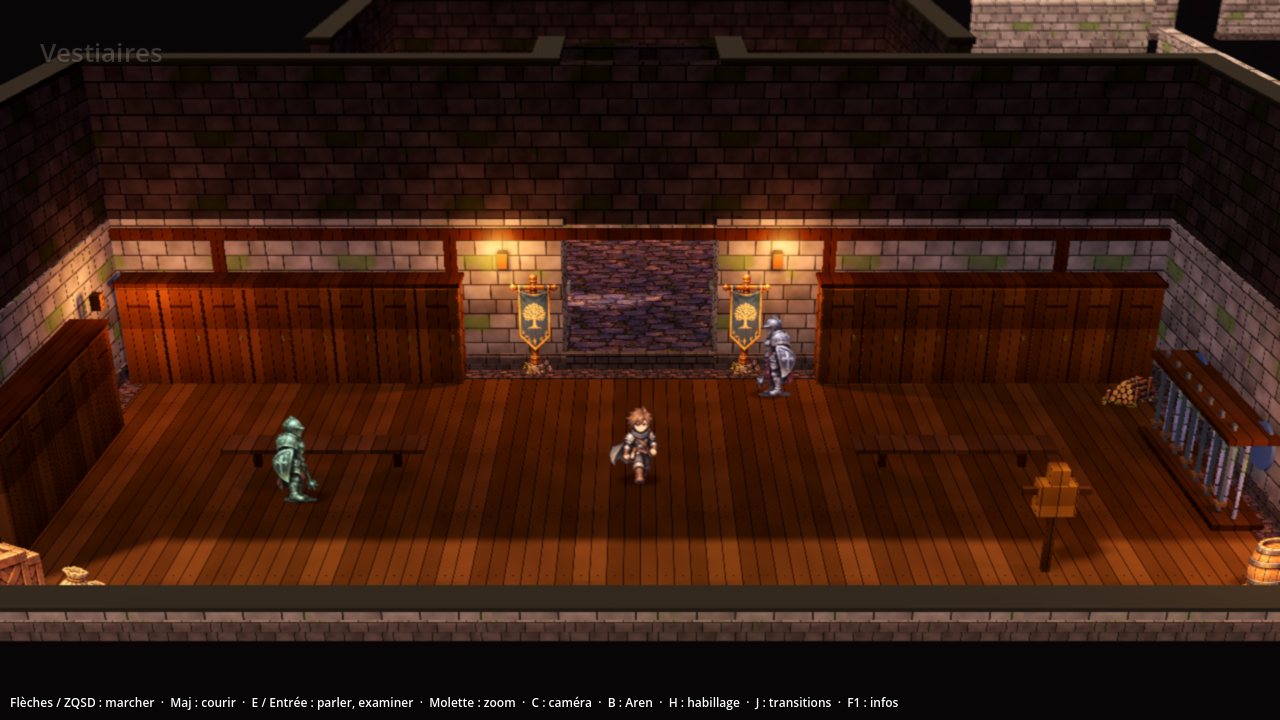 Vestiaires
Flèches / ZQSD : marcher · Maj : courir · E / Entrée : parler, examiner · Molette : zoom · C : caméra · B : Aren · H : habillage · J : transitions · F1 : infos